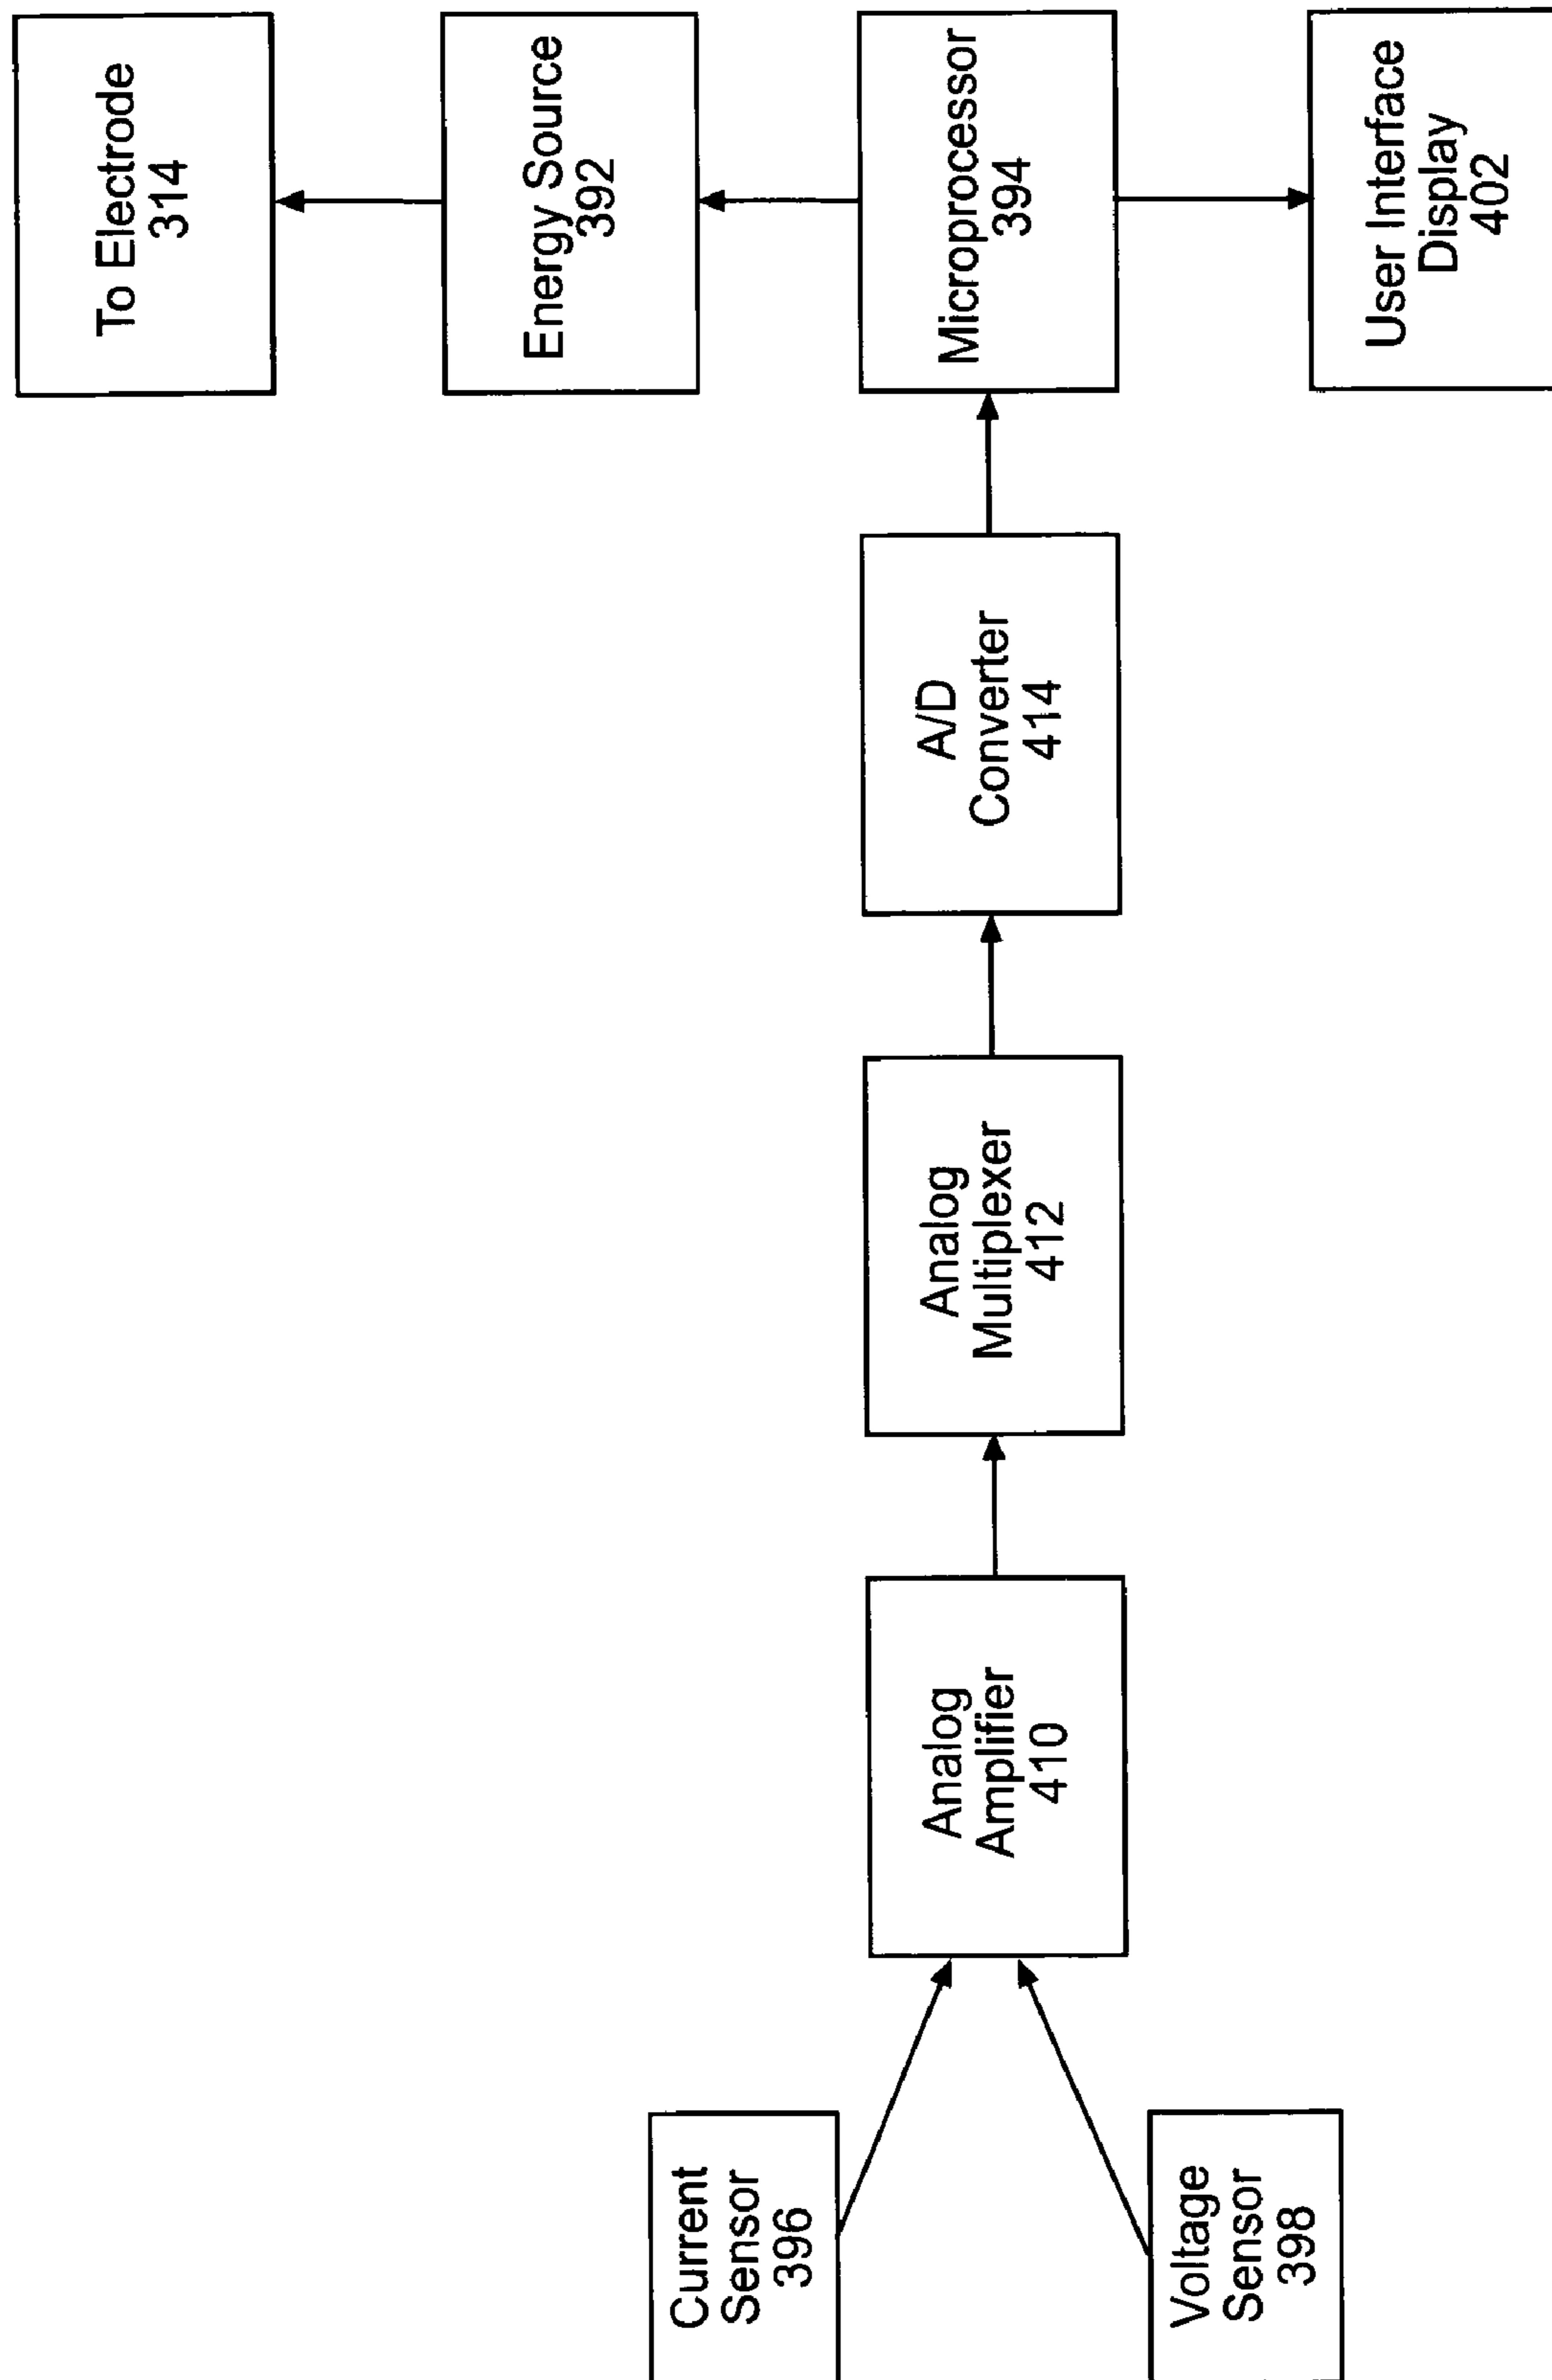 Current
Sensor
396
Voltage
Sensor
398
Analog
Amplifier
410
Analog
Multiplexer
412
A/D
Converter
414
Microprocessor
394
Energy Source
392
To Electrode
314
User Interface
Display
402